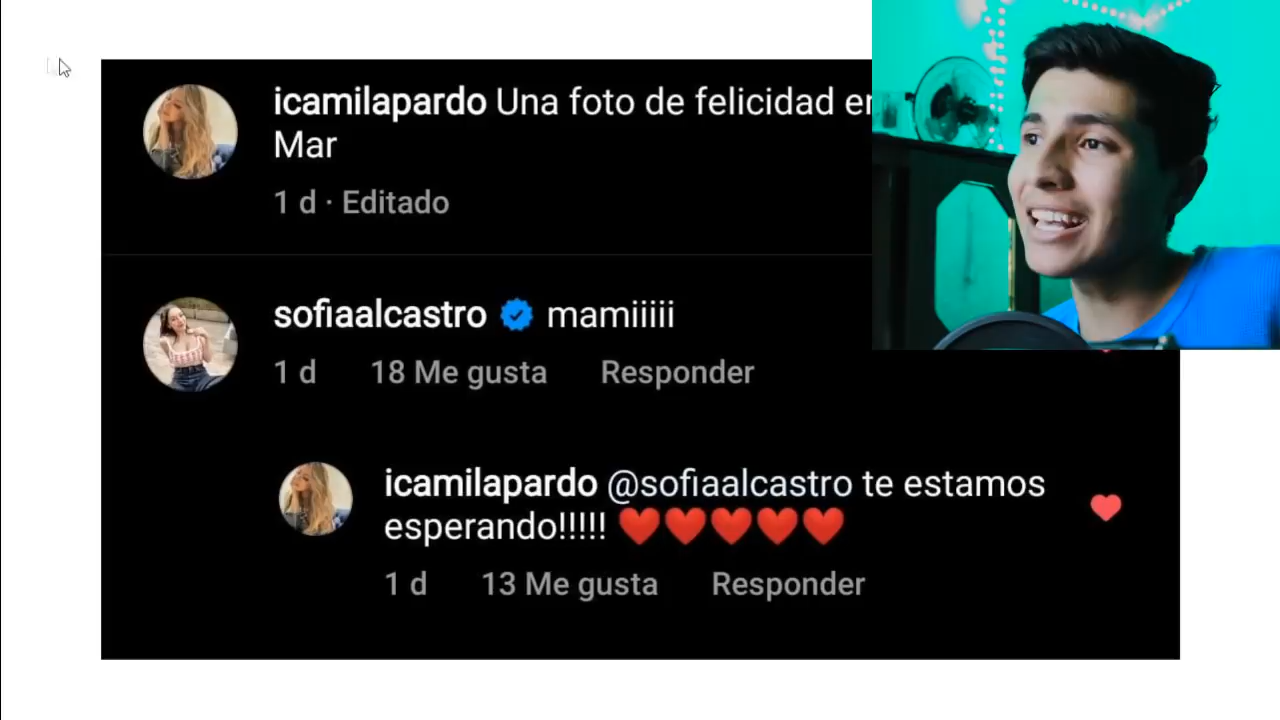 icamilapardo Una foto de felicidad
Mar
1 d · Editado
sofiaalcastro mamiiiii
1 d 18 Me gusta Responder
icamilapardo @sofiaalcastro te estamos
esperando!!!!! ❤️❤️❤️❤️❤️
1 d 13 Me gusta Responder